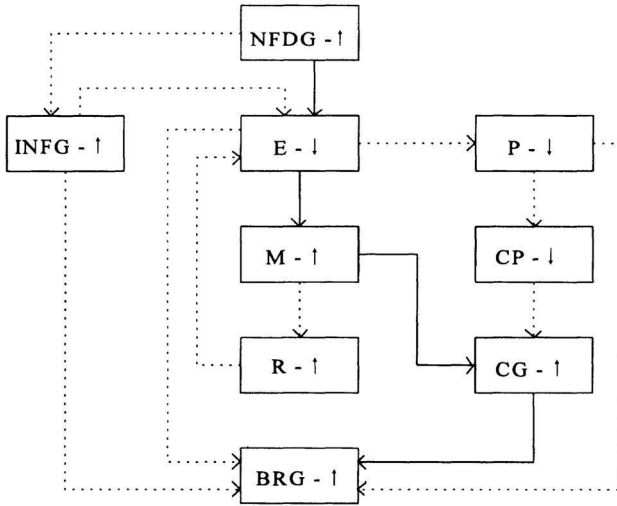 NFDG - ↑
INFG - ↑
E - ↓
P - ↓
M - ↑
CP - ↓
R - ↑
CG - ↑
BRG - ↑